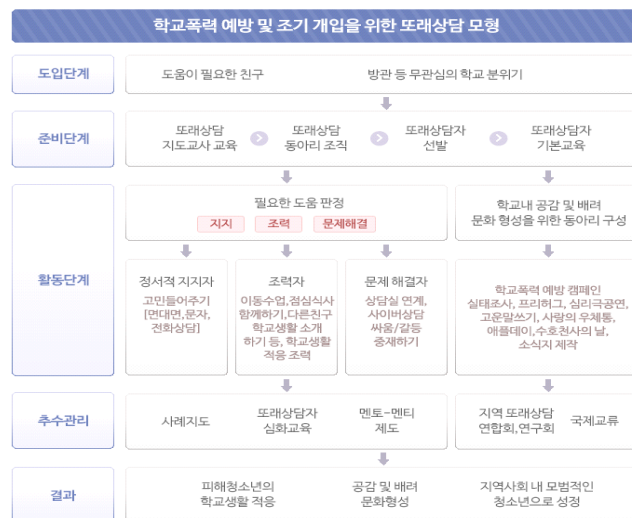 학교폭력 예방 및 조기 개입을 위한 또래상담 모형
도입단계
도움이 필요한 친구
방관 등 무관심의 학교 분위기
준비단계
또래상담
지도교사 교육
또래상담
동아리 조직
또래상담자
선발
또래상담자
기본교육
활동단계
필요한 도움 판정
지지
조력
문제해결
학교내 공감 및 배려
문화 형성을 위한 동아리 구성
정서적 지지자
고민들어주기
[면대면,문자,
전화상담]
조력자
이동수업,점심식사
함께하기,다른친구
학교생활 소개
하기 등, 학교생활
적응 조력
문제 해결자
상담실 연계,
사이버상담
싸움/갈등
중재하기
학교폭력 예방 캠페인
실태조사, 프리허그, 심리극공연,
고운말쓰기, 사랑의 우체통,
애플데이,수호천사의 날,
소식지 제작
추수관리
사례지도
또래상담자
심화교육
멘토-멘티
제도
지역 또래상담
연합회,연구회
국제교류
결과
피해청소년의
학교생활 적응
공감 및 배려
문화형성
지역사회 내 모범적인
청소년으로 성정